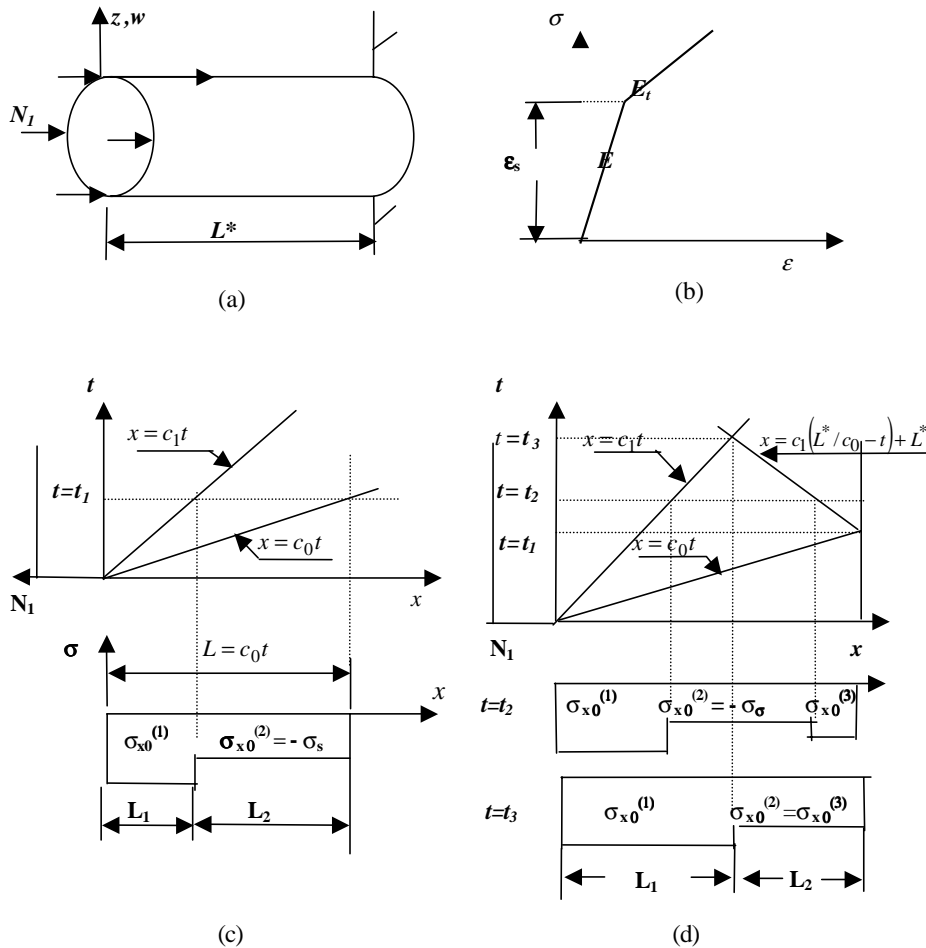 z,w
N₁
L*
(a)
σ
Eₜ
E
εₛ
ε
(b)
t
x = c₁t
t=t₁
x = c₀t
N₁
x
σ
L = c₀t
x
σₓ₀⁽¹⁾
σₓ₀⁽²⁾ = - σₛ
L₁
L₂
(c)
t
t = t₃
x = c₁t
x = c₁(L*/c₀ - t) + L*
t = t₂
t = t₁
x = c₀t
N₁
x
t=t₂
σₓ₀⁽¹⁾
σₓ₀⁽²⁾ = - σ_σ
σₓ₀⁽³⁾
t=t₃
σₓ₀⁽¹⁾
σₓ₀⁽²⁾ = σₓ₀⁽³⁾
L₁
L₂
(d)